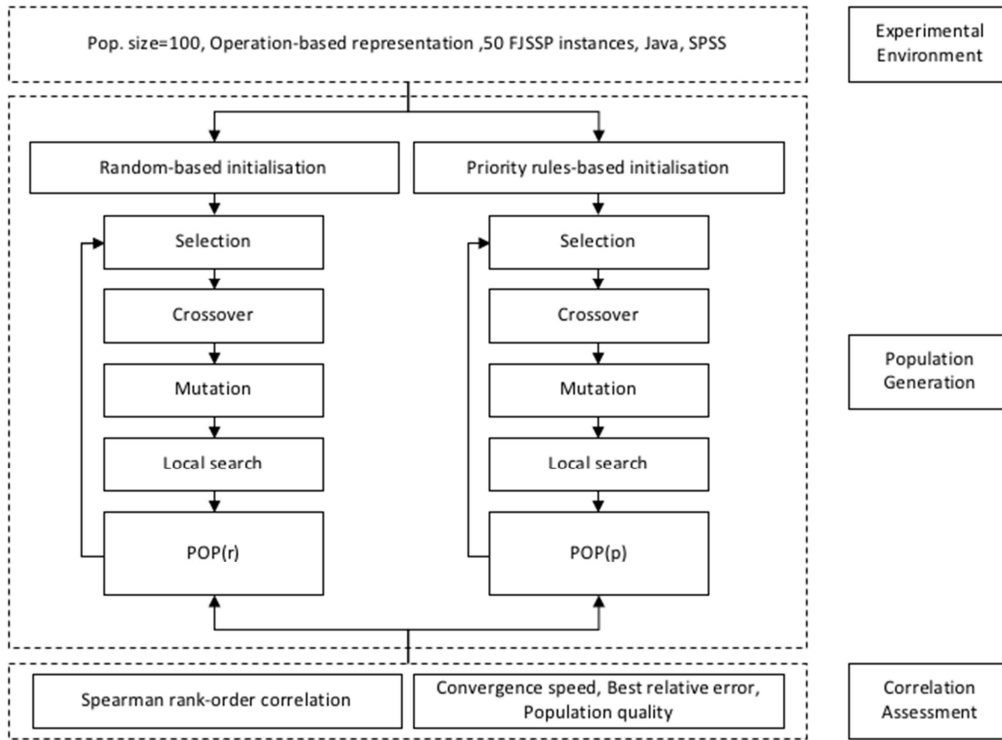 Pop. size=100, Operation-based representation ,50 FJSSP instances, Java, SPSS
Experimental
Environment
Random-based initialisation
Priority rules-based initialisation
Selection
Crossover
Mutation
Local search
POP(r)
Selection
Crossover
Mutation
Local search
POP(p)
Population
Generation
Spearman rank-order correlation
Convergence speed, Best relative error,
Population quality
Correlation
Assessment